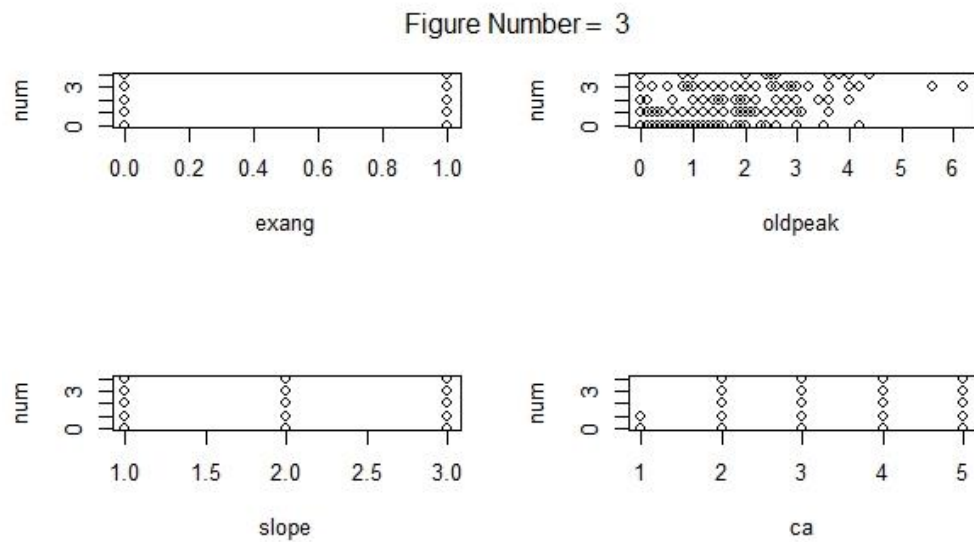 Figure Number = 3
num
3
0
0.0 0.2 0.4 0.6 0.8 1.0
exang
num
3
0
0 1 2 3 4 5 6
oldpeak
num
3
0
1.0 1.5 2.0 2.5 3.0
slope
num
3
0
1 2 3 4 5
ca